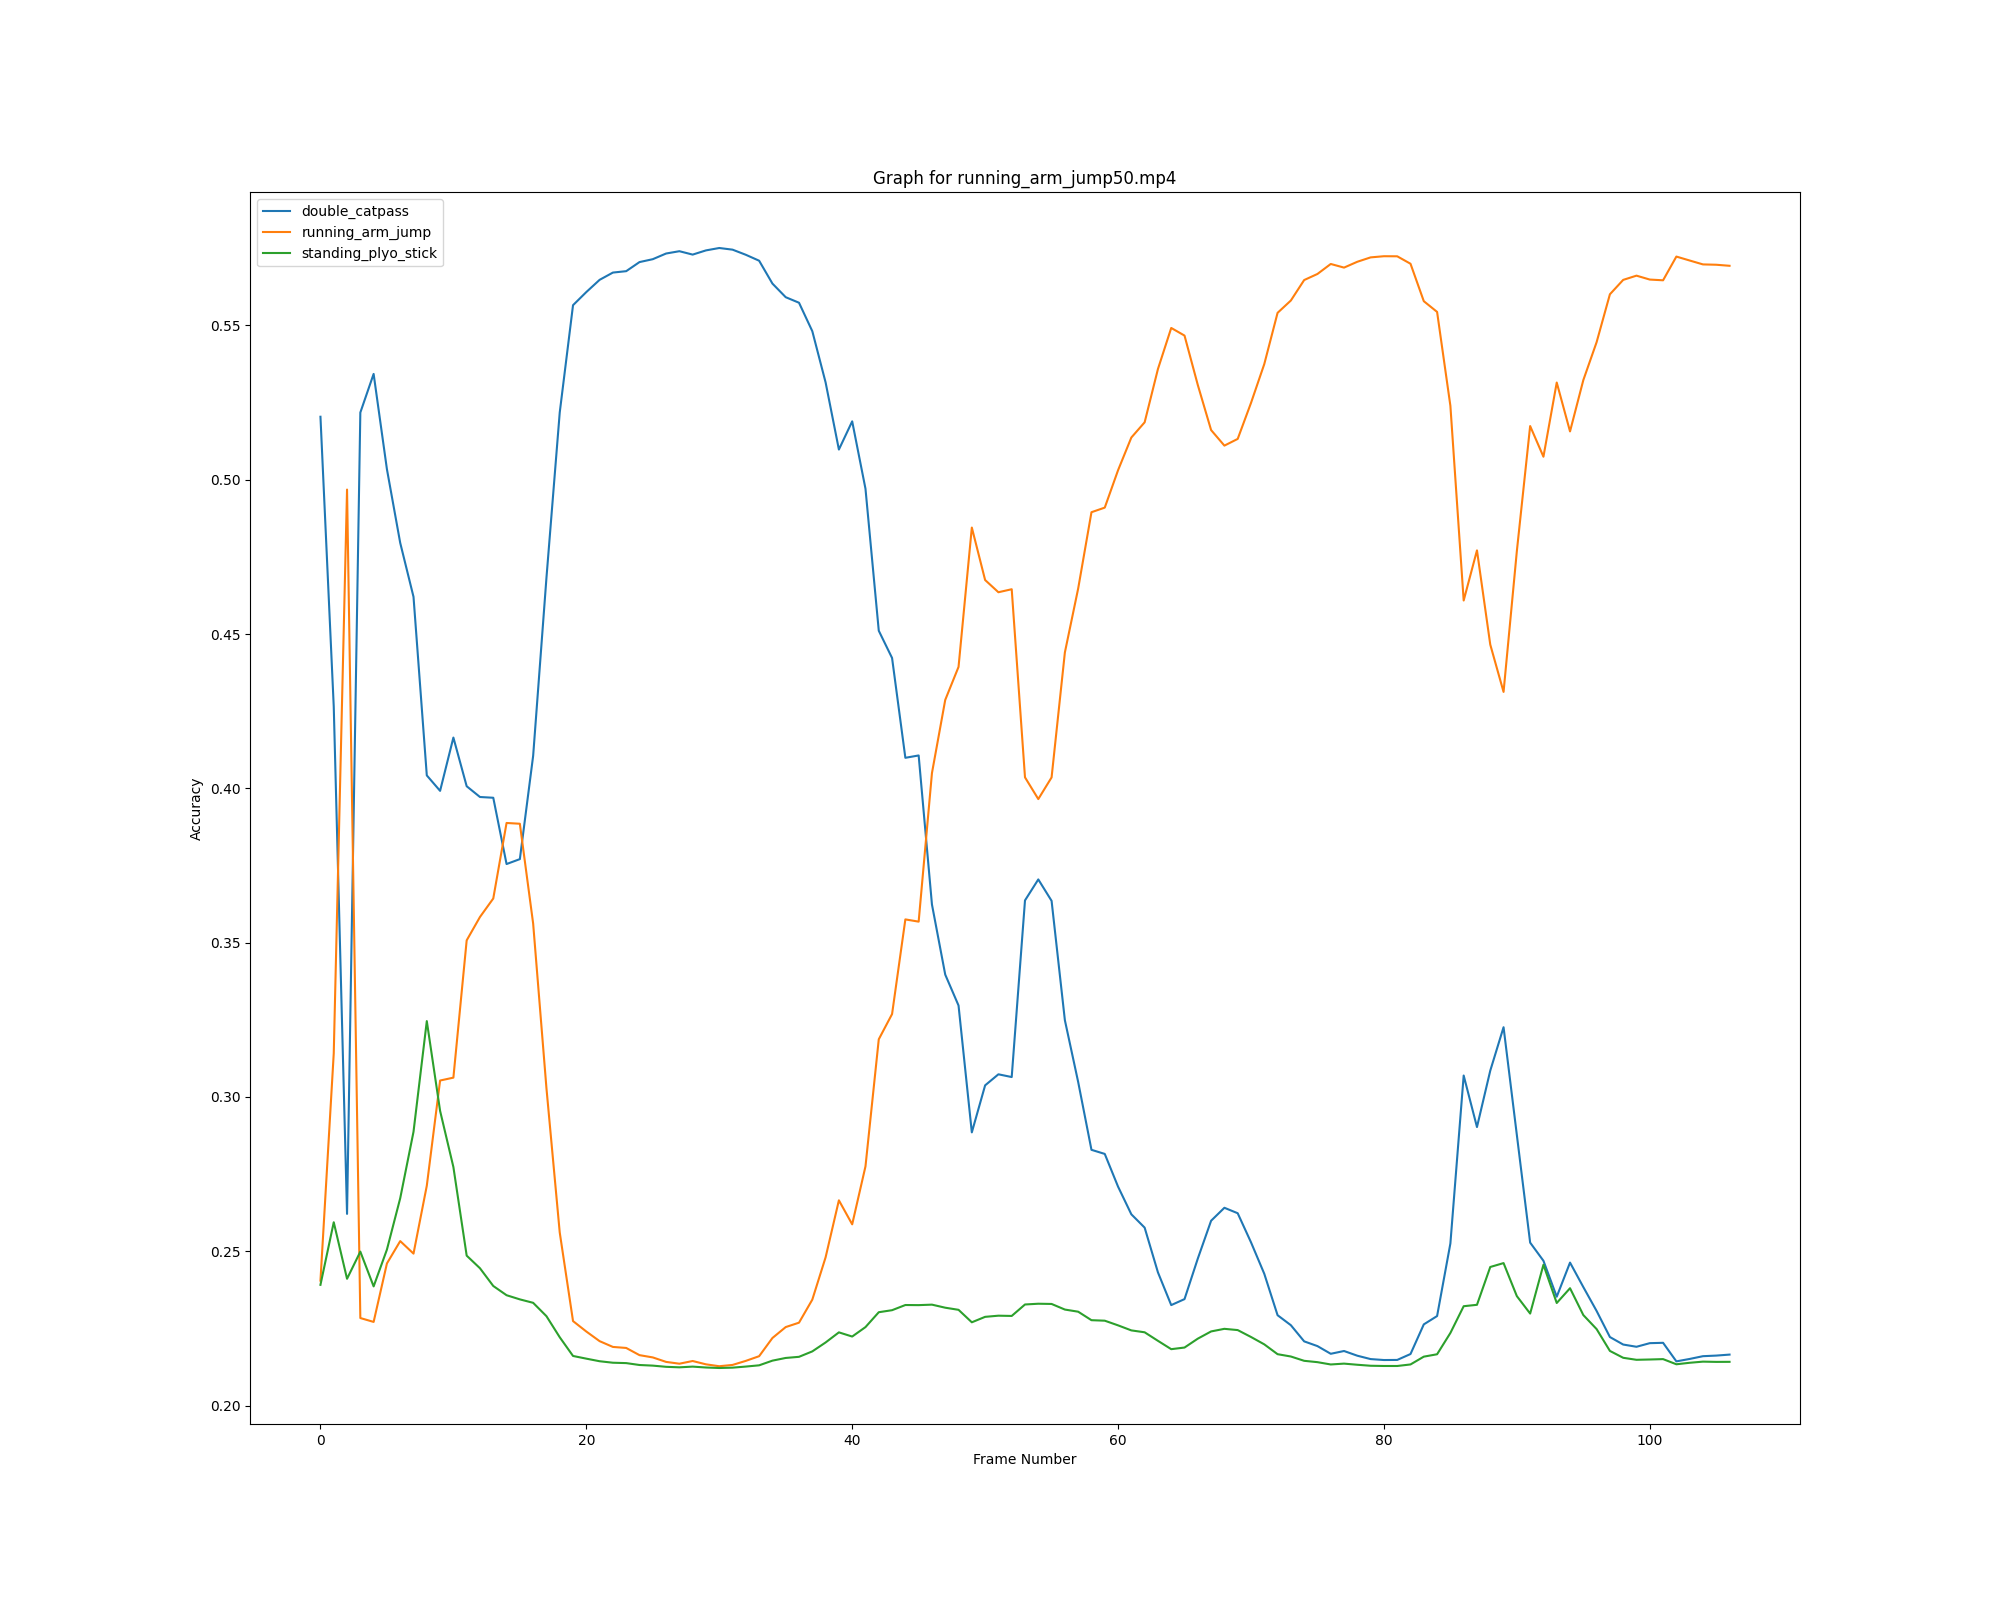 Graph for running_arm_jump50.mp4
double_catpass
running_arm_jump
standing_plyo_stick
0.55
0.50
0.45
0.40
0.35
0.30
0.25
0.20
Accuracy
0 20 40 60 80 100
Frame Number